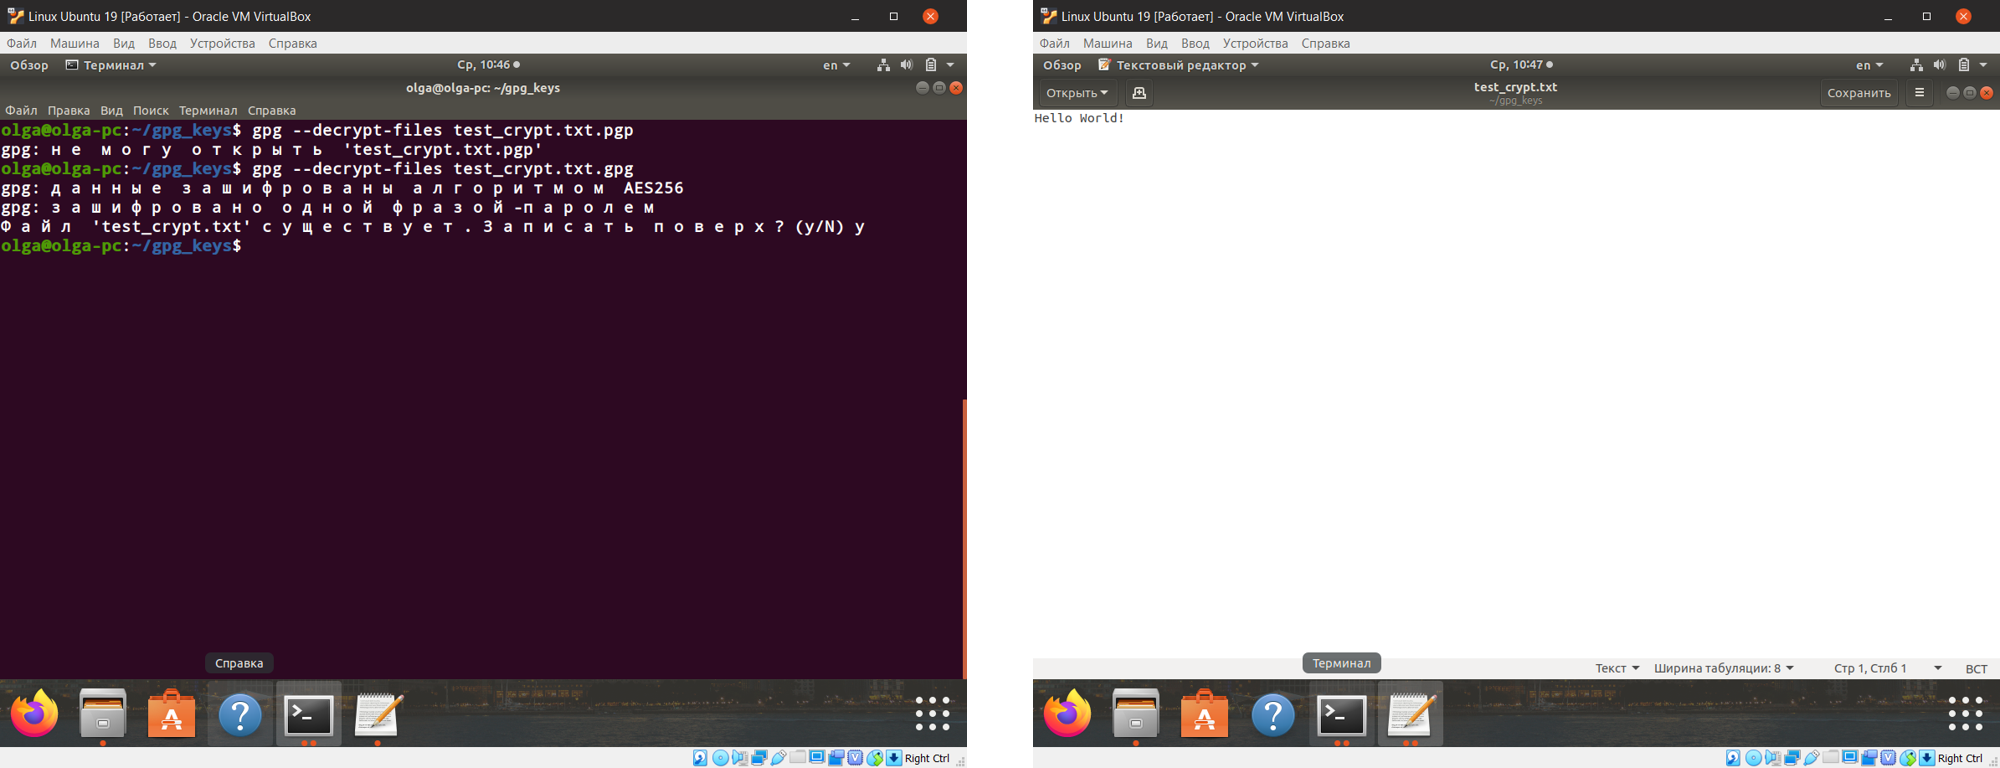 Linux Ubuntu 19 [Работает] - Oracle VM VirtualBox
Файл Машина Вид Ввод Устройства Справка
Обзор Терминал Ср, 10:46 en
olga@olga-pc: ~/gpg_keys
Файл Правка Вид Поиск Терминал Справка
olga@olga-pc:~/gpg_keys$ gpg --decrypt-files test_crypt.txt.pgp
gpg: не могу открыть 'test_crypt.txt.pgp'
olga@olga-pc:~/gpg_keys$ gpg --decrypt-files test_crypt.txt.gpg
gpg: данные зашифрованы алгоритмом AES256
gpg: зашифровано одной фразой-паролем
Файл 'test_crypt.txt' существует. Записать поверх? (y/N) y
olga@olga-pc:~/gpg_keys$
Справка
Right Ctrl
Linux Ubuntu 19 [Работает] - Oracle VM VirtualBox
Файл Машина Вид Ввод Устройства Справка
Обзор Текстовый редактор Ср, 10:47 en
Открыть test_crypt.txt Сохранить
~/gpg_keys
Hello World!
Терминал
Текст Ширина табуляции: 8 Стр 1, Стлб 1 ВСТ
Right Ctrl